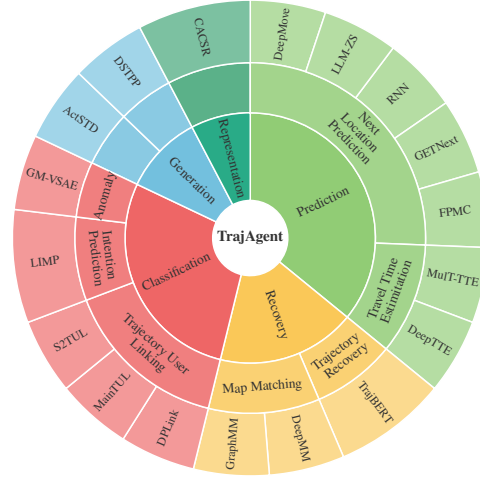 TrajAgent
Prediction
Recovery
Classification
Generation
Representation
Next
Location
Prediction
Travel Time
Estimitation
Trajectory
Recovery
Map Matching
Trajectory User
Linking
Intention
Prediction
Anomaly
DeepMove
LLM-ZS
RNN
GETNext
FPMC
MulT-TTE
DeepTTE
TrajBERT
DeepMM
GraphMM
DPLink
MainTUL
S2TUL
LIMP
GM-VSAE
ActSTD
DSTPP
CACSR